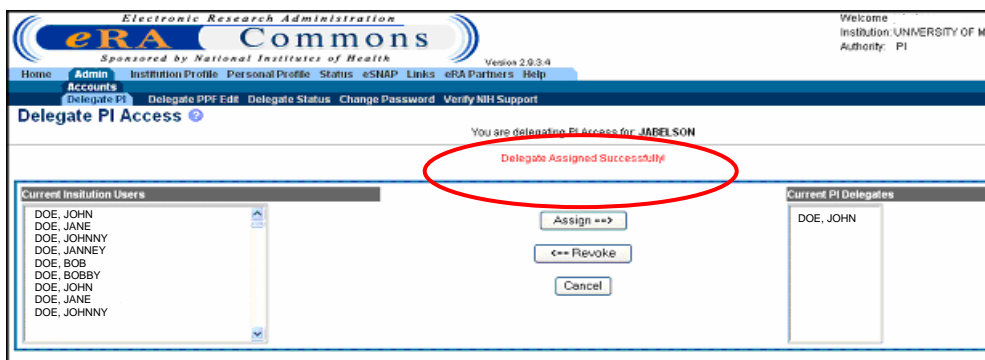 Electronic Research Administration
eRA Commons
Sponsored by National Institutes of Health
Version 2.9.3.4
Welcome
Institution: UNIVERSITY OF M
Authority: PI
Home Admin Institution Profile Personal Profile Status eSNAP Links eRA Partners Help
Accounts
Delegate PI Delegate PPF Edit Delegate Status Change Password Verify NIH Support
Delegate PI Access ?
You are delegating PI Access for: JABELSON
Delegate Assigned Successfully!
Current Insitution Users
DOE, JOHN
DOE, JANE
DOE, JOHNNY
DOE, JANNEY
DOE, BOB
DOE, BOBBY
DOE, JOHN
DOE, JANE
DOE, JOHNNY
Assign ==>
<== Revoke
Cancel
Current PI Delegates
DOE, JOHN